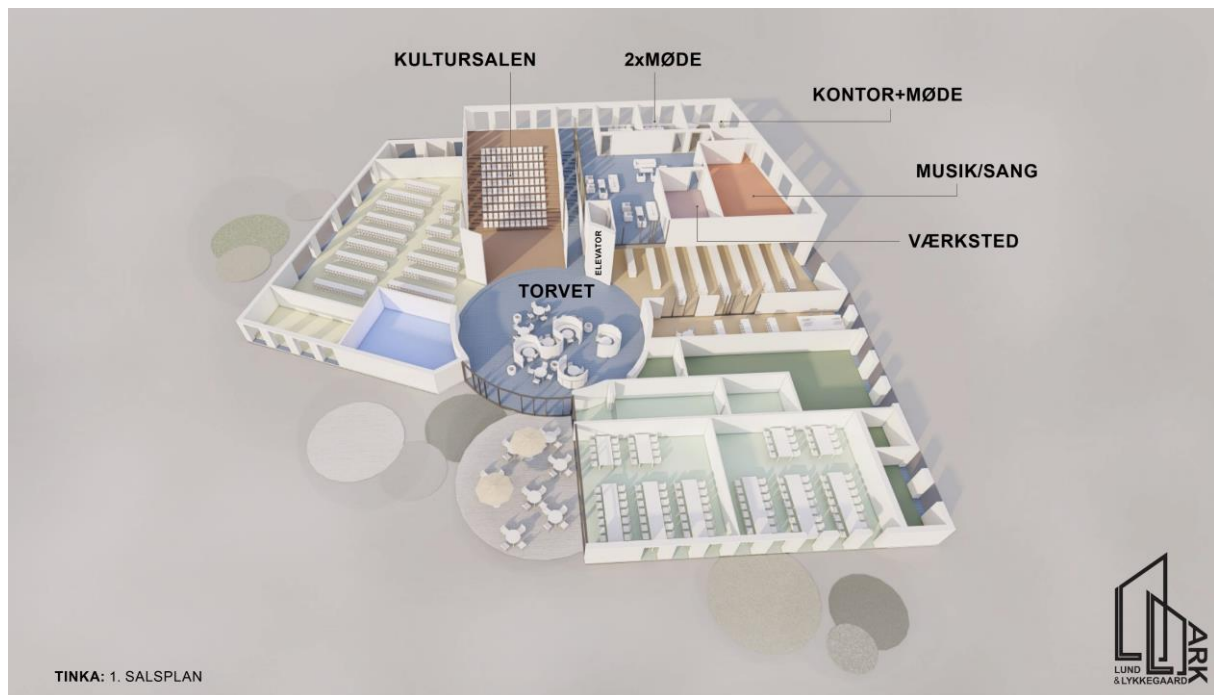 KULTURSALEN
2xMØDE
KONTOR+MØDE
MUSIK/SANG
VÆRKSTED
ELEVATOR
TORVET
TINKA: 1. SALSPLAN
LUND
& LYKKEGAARD
ARK